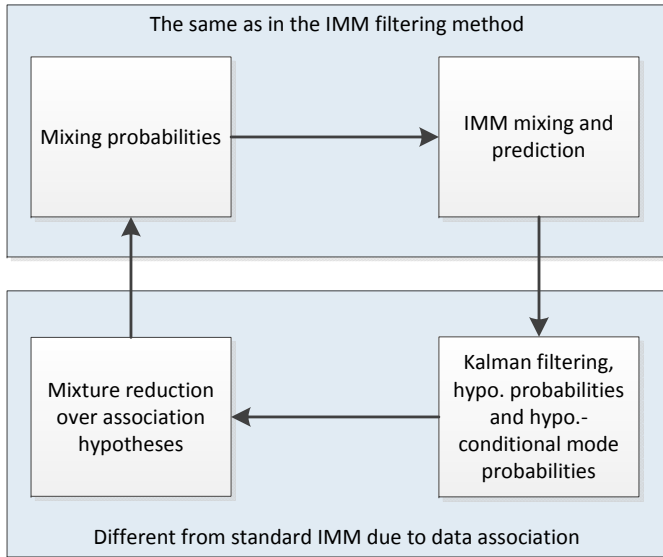 The same as in the IMM filtering method
Mixing probabilities
IMM mixing and
prediction
Mixture reduction
over association
hypotheses
Kalman filtering,
hypo. probabilities
and hypo.-
conditional mode
probabilities
Different from standard IMM due to data association